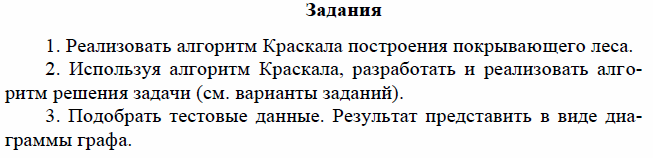 Задания
1. Реализовать алгоритм Краскала построения покрывающего леса.
2. Используя алгоритм Краскала, разработать и реализовать алго-
ритм решения задачи (см. варианты заданий).
3. Подобрать тестовые данные. Результат представить в виде диа-
граммы графа.